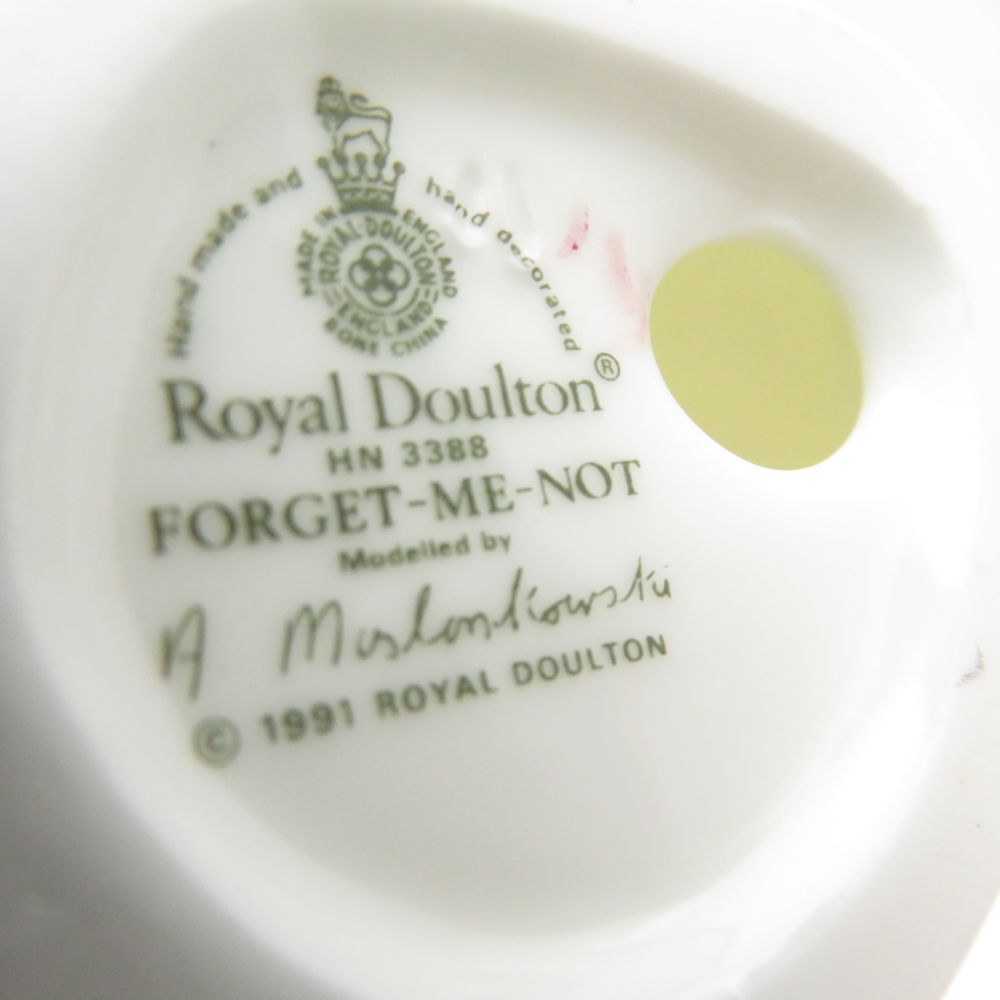 Hand made and hand decorated
MADE IN ENGLAND
ROYAL·DOULTON
ENGLAND
BONE CHINA
Royal Doulton®
HN 3388
FORGET-ME-NOT
Modelled by
A. Maslankowski
© 1991 ROYAL DOULTON